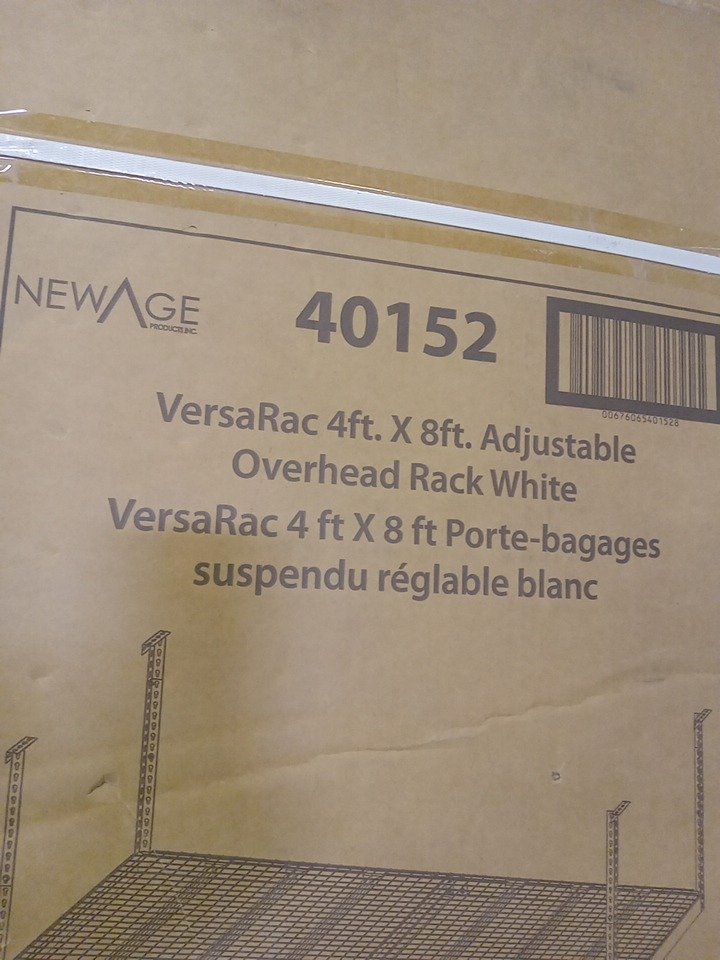 NEWAGE
PRODUCTS INC.
40152
00676065401528
VersaRac 4ft. X 8ft. Adjustable
Overhead Rack White
VersaRac 4 ft X 8 ft Porte-bagages
suspendu réglable blanc